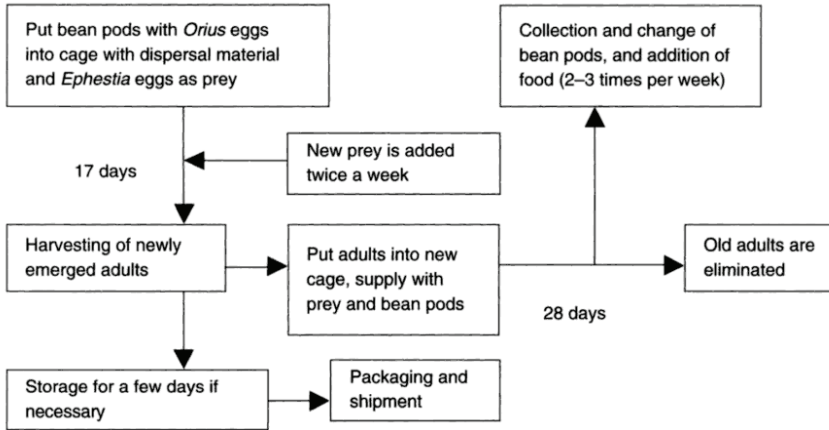 Put bean pods with Orius eggs
into cage with dispersal material
and Ephestia eggs as prey
Collection and change of
bean pods, and addition of
food (2–3 times per week)
17 days
New prey is added
twice a week
Harvesting of newly
emerged adults
Put adults into new
cage, supply with
prey and bean pods
28 days
Old adults are
eliminated
Storage for a few days if
necessary
Packaging and
shipment